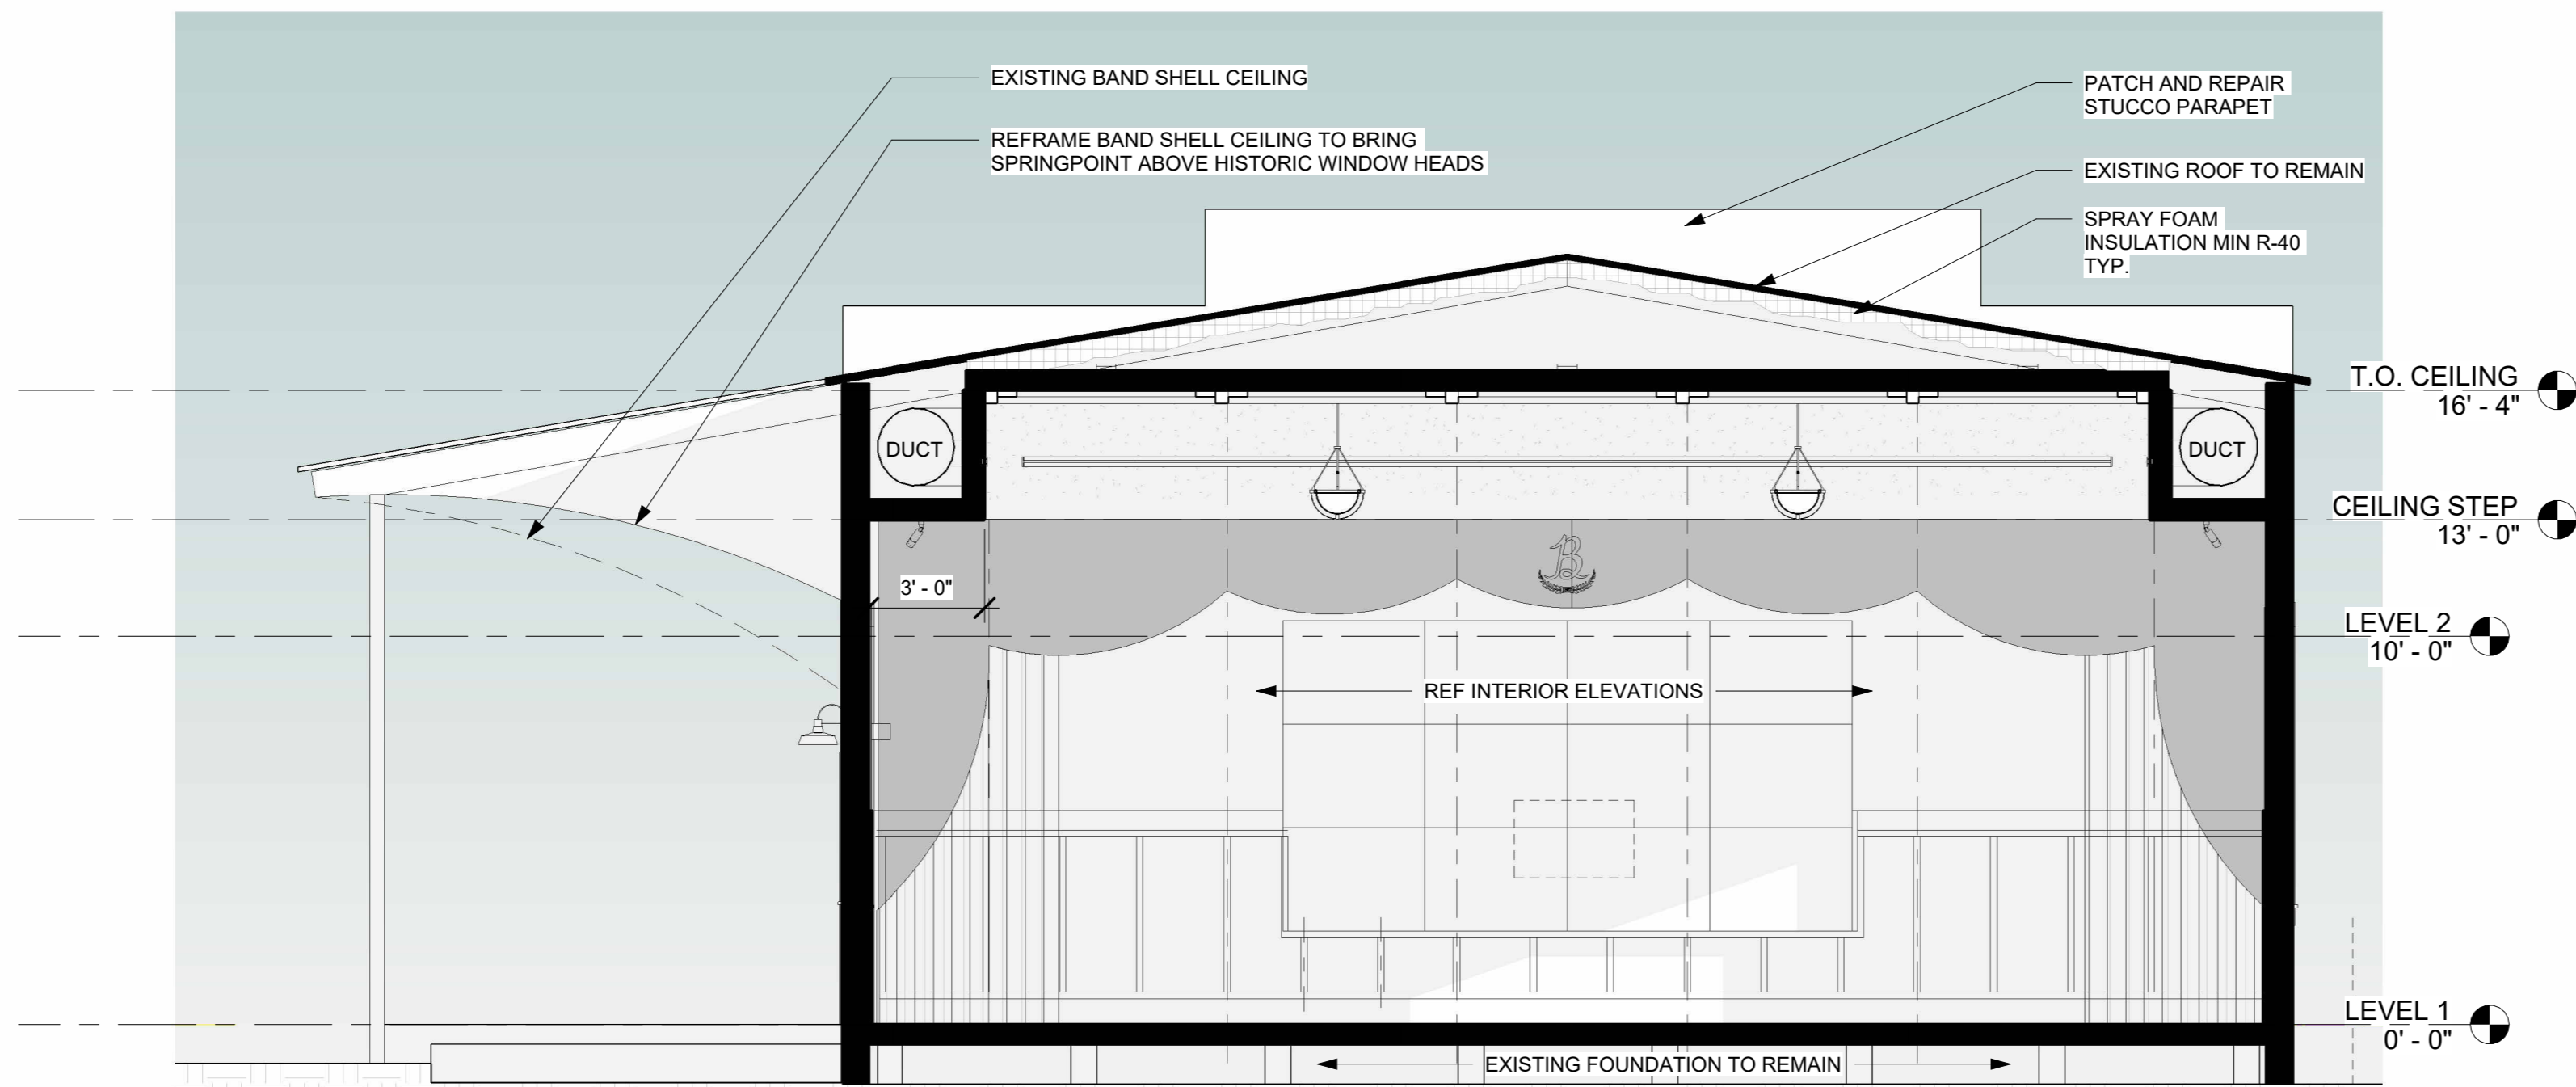 EXISTING BAND SHELL CEILING
REFRAME BAND SHELL CEILING TO BRING
SPRINGPOINT ABOVE HISTORIC WINDOW HEADS
PATCH AND REPAIR
STUCCO PARAPET
EXISTING ROOF TO REMAIN
SPRAY FOAM
INSULATION MIN R-40
TYP.
T.O. CEILING
16' - 4"
DUCT
DUCT
CEILING STEP
13' - 0"
B
3' - 0"
LEVEL 2
10' - 0"
REF INTERIOR ELEVATIONS
LEVEL 1
0' - 0"
EXISTING FOUNDATION TO REMAIN